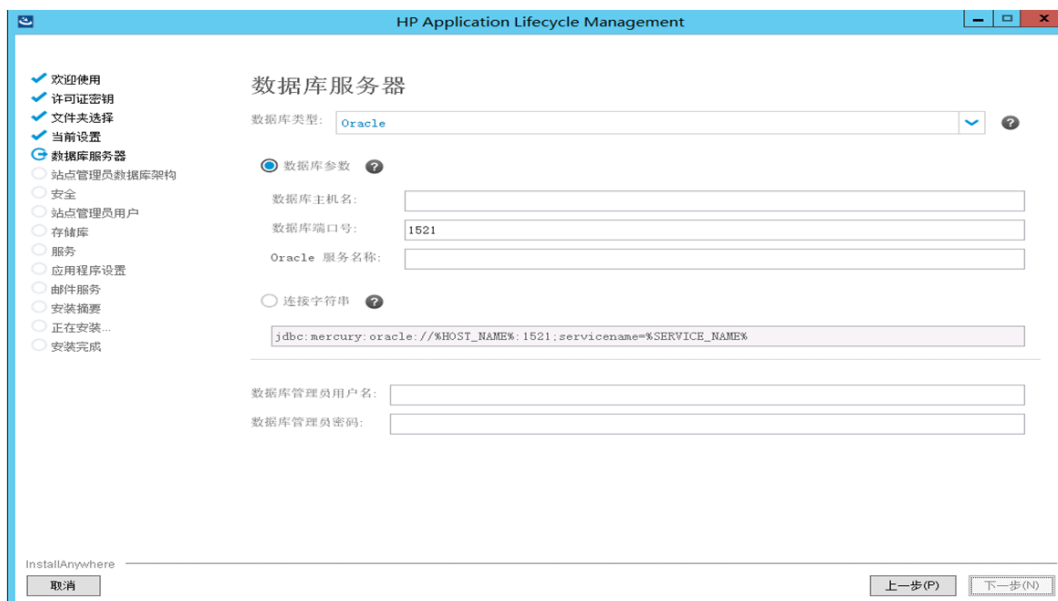 HP Application Lifecycle Management
欢迎使用
许可证密钥
文件夹选择
当前设置
数据库服务器
站点管理员数据库架构
安全
站点管理员用户
存储库
服务
应用程序设置
邮件服务
安装摘要
正在安装...
安装完成
数据库服务器
数据库类型: Oracle
数据库参数
数据库主机名:
数据库端口号: 1521
Oracle 服务名称:
连接字符串
jdbc:mercury:oracle://%HOST_NAME%:1521;servicename=%SERVICE_NAME%
数据库管理员用户名:
数据库管理员密码:
InstallAnywhere
取消
上一步(P)
下一步(N)